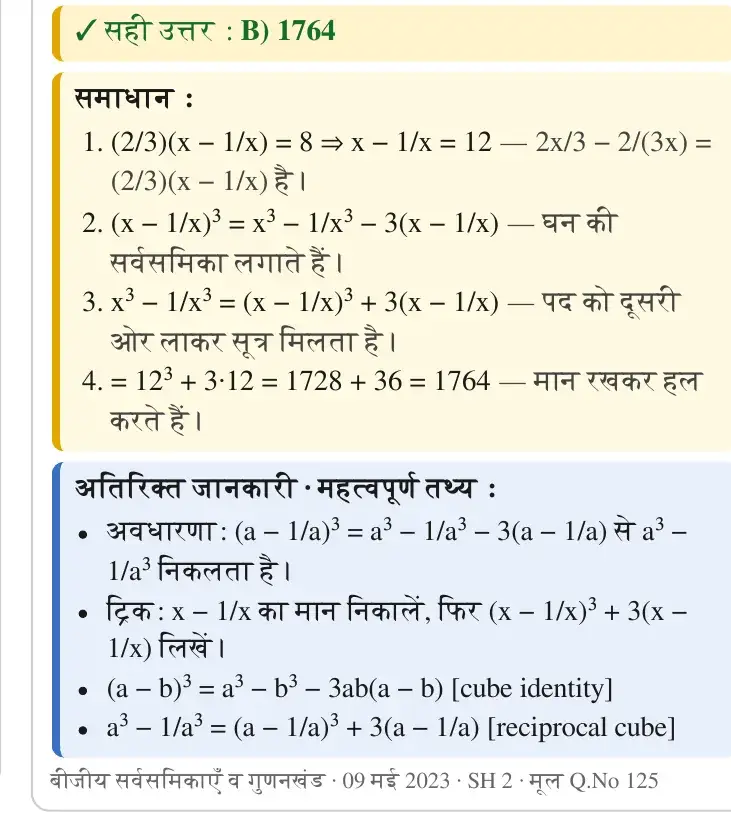 ✓ सही उत्तर : B) 1764
समाधान :
1. (2/3)(x − 1/x) = 8 ⇒ x − 1/x = 12 — 2x/3 − 2/(3x) =
(2/3)(x − 1/x) है।
2. (x − 1/x)³ = x³ − 1/x³ − 3(x − 1/x) — घन की
सर्वसमिका लगाते हैं।
3. x³ − 1/x³ = (x − 1/x)³ + 3(x − 1/x) — पद को दूसरी
ओर लाकर सूत्र मिलता है।
4. = 12³ + 3·12 = 1728 + 36 = 1764 — मान रखकर हल
करते हैं।
अतिरिक्त जानकारी · महत्वपूर्ण तथ्य :
• अवधारणा : (a − 1/a)³ = a³ − 1/a³ − 3(a − 1/a) से a³ −
1/a³ निकलता है।
• ट्रिक : x − 1/x का मान निकालें, फिर (x − 1/x)³ + 3(x −
1/x) लिखें।
• (a − b)³ = a³ − b³ − 3ab(a − b) [cube identity]
• a³ − 1/a³ = (a − 1/a)³ + 3(a − 1/a) [reciprocal cube]
बीजीय सर्वसमिकाएँ व गुणनखंड · 09 मई 2023 · SH 2 · मूल Q.No 125